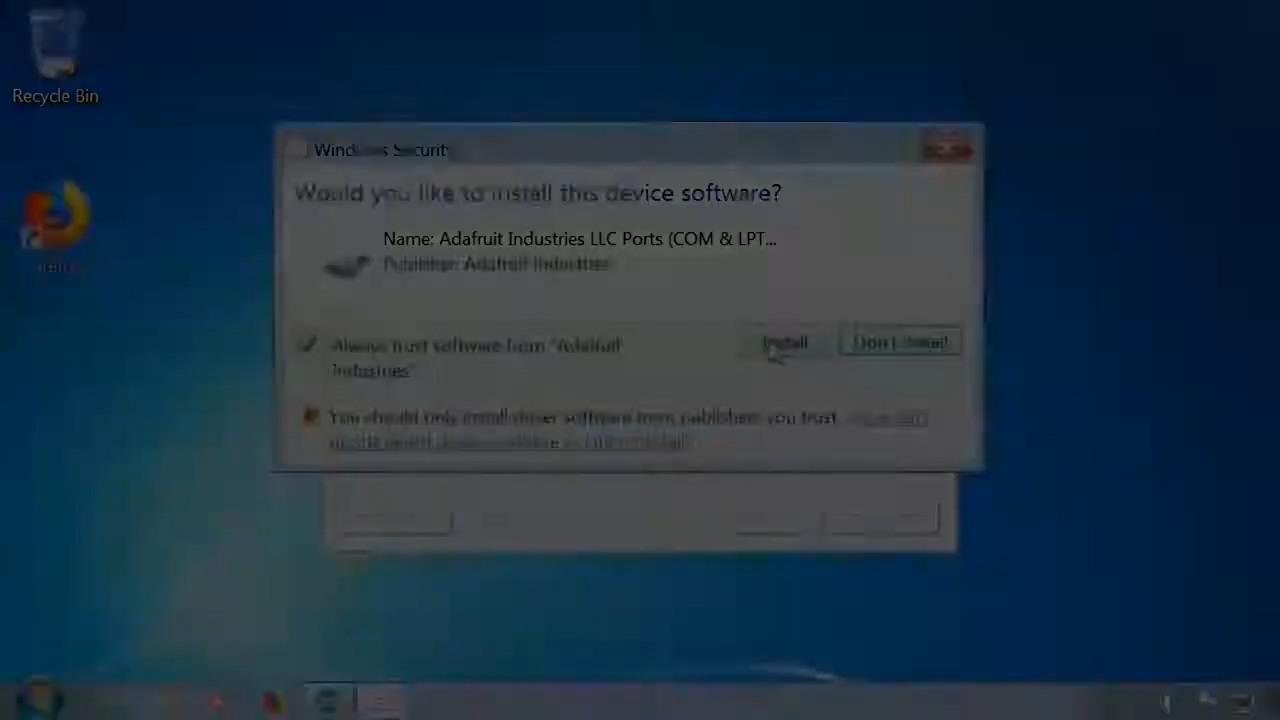 Recycle Bin
Windows Security
Would you like to install this device software?
Name: Adafruit Industries LLC Ports (COM & LPT...
Publisher: Adafruit Industries
Always trust software from "Adafruit
Industries"
Install
Don't Install
You should only install driver software from publishers you trust.